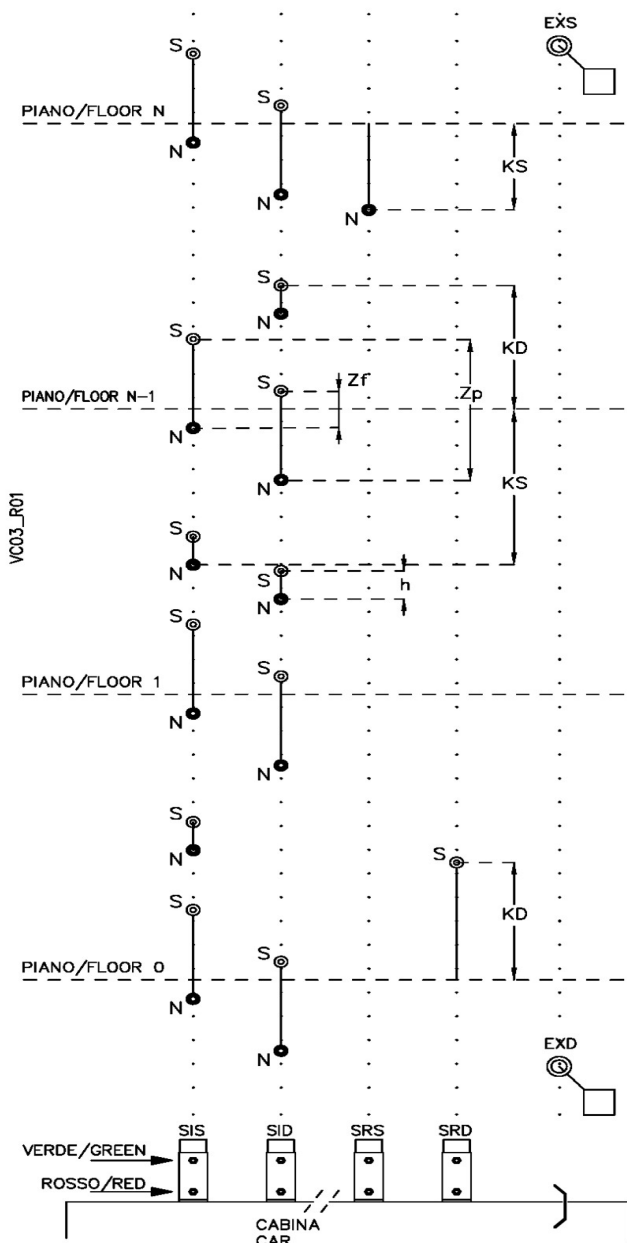 EXS
S
S
PIANO/FLOOR N
N
KS
N
N
S
N
S
KD
S
Zf
Zp
PIANO/FLOOR N-1
N
N
KS
VC03_R01
S
N
S
h
N
S
S
PIANO/FLOOR 1
N
N
S
N
S
KD
S
S
PIANO/FLOOR 0
N
N
EXD
SIS SID SRS SRD
VERDE/GREEN
ROSSO/RED
CABINA
CAR